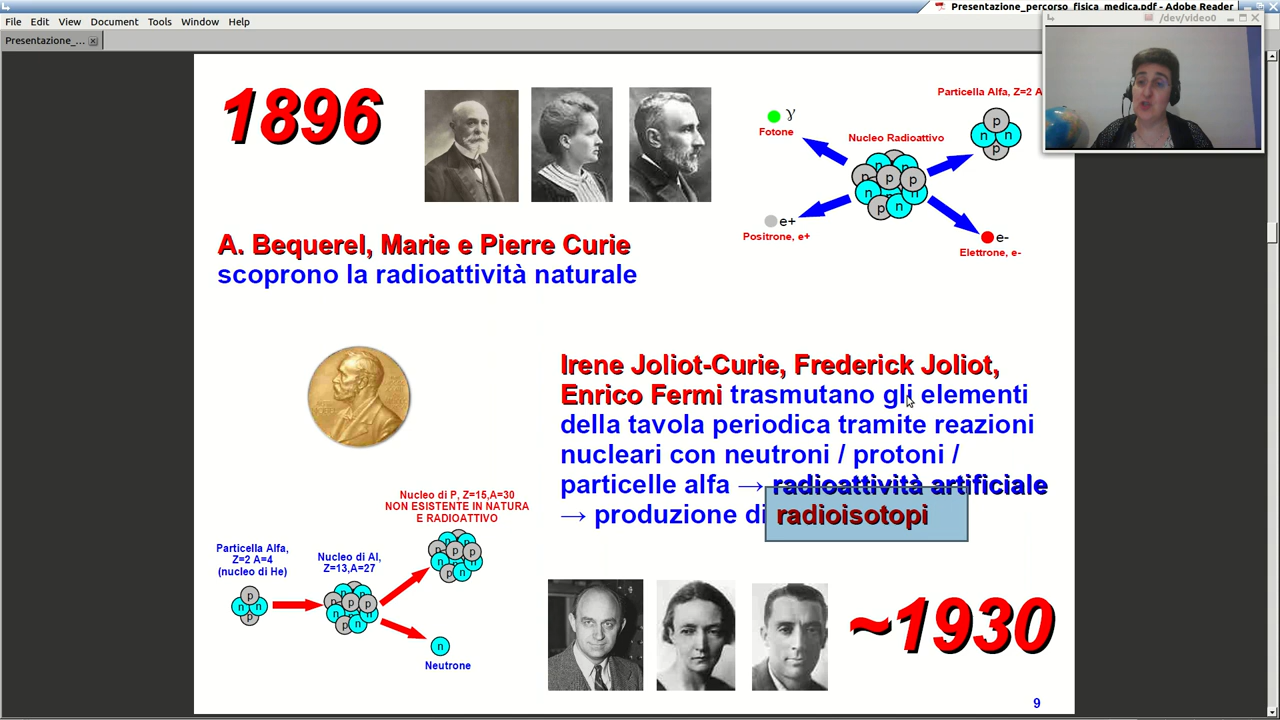 Presentazione_percorso_fisica_medica.pdf - Adobe Reader
File Edit View Document Tools Window Help
/dev/video0
Presentazione_...
1896
Particella Alfa, Z=2 A
γ
Fotone
Nucleo Radioattivo
p
n n
p
n n
p p p
n n n
p n
e+
Positrone, e+
e-
Elettrone, e-
A. Bequerel, Marie e Pierre Curie
scoprono la radioattività naturale
Irene Joliot-Curie, Frederick Joliot,
Enrico Fermi trasmutano gli elementi
della tavola periodica tramite reazioni
nucleari con neutroni / protoni /
particelle alfa → radioattività artificiale
→ produzione di radioisotopi
Nucleo di P, Z=15,A=30
NON ESISTENTE IN NATURA
E RADIOATTIVO
Particella Alfa,
Z=2 A=4
(nucleo di He)
Nucleo di Al,
Z=13,A=27
p
n n
p
n n
p p p
n n
p n
n n
p p p
n n
p n
n
Neutrone
~1930
9